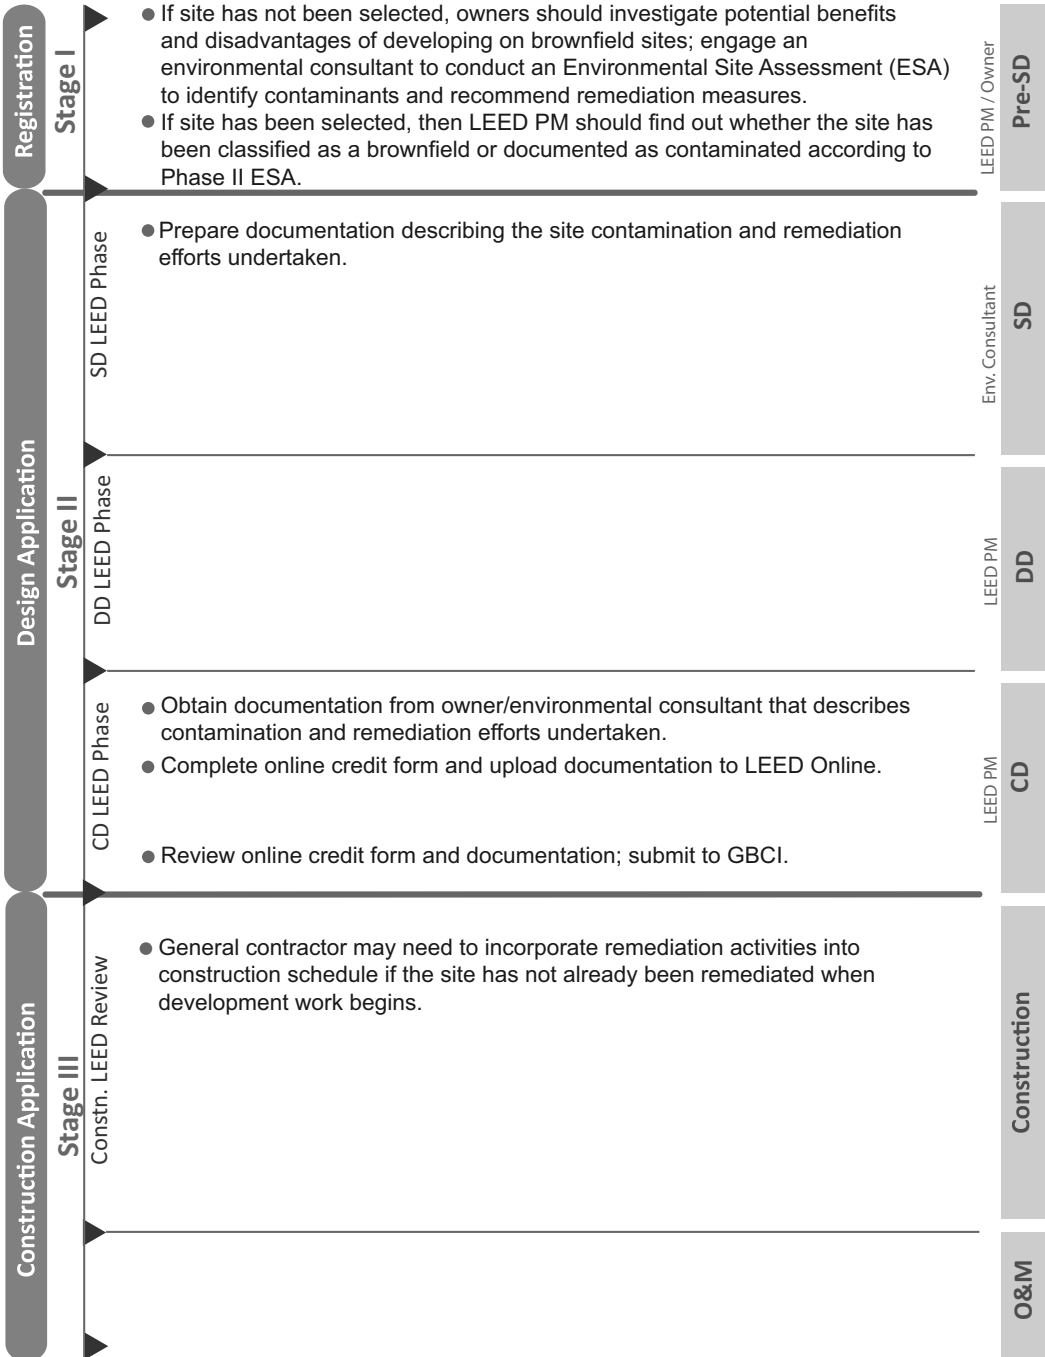 Registration
Stage I
● If site has not been selected, owners should investigate potential benefits
and disadvantages of developing on brownfield sites; engage an
environmental consultant to conduct an Environmental Site Assessment (ESA)
to identify contaminants and recommend remediation measures.
● If site has been selected, then LEED PM should find out whether the site has
been classified as a brownfield or documented as contaminated according to
Phase II ESA.
LEED PM / Owner
Pre-SD
Design Application
Stage II
SD LEED Phase
● Prepare documentation describing the site contamination and remediation
efforts undertaken.
Env. Consultant
SD
DD LEED Phase
LEED PM
DD
CD LEED Phase
● Obtain documentation from owner/environmental consultant that describes
contamination and remediation efforts undertaken.
● Complete online credit form and upload documentation to LEED Online.
● Review online credit form and documentation; submit to GBCI.
LEED PM
CD
Construction Application
Stage III
Constn. LEED Review
● General contractor may need to incorporate remediation activities into
construction schedule if the site has not already been remediated when
development work begins.
Construction
O&M